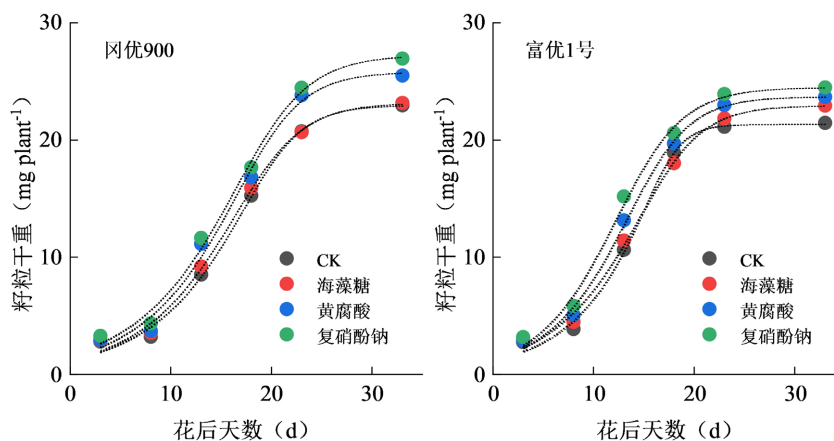 30
冈优900
20
10
0
籽粒干重（mg plant⁻¹）
CK
海藻糖
黄腐酸
复硝酚钠
0 10 20 30
花后天数（d）
30
富优1号
20
10
0
籽粒干重（mg plant⁻¹）
CK
海藻糖
黄腐酸
复硝酚钠
0 10 20 30
花后天数（d）